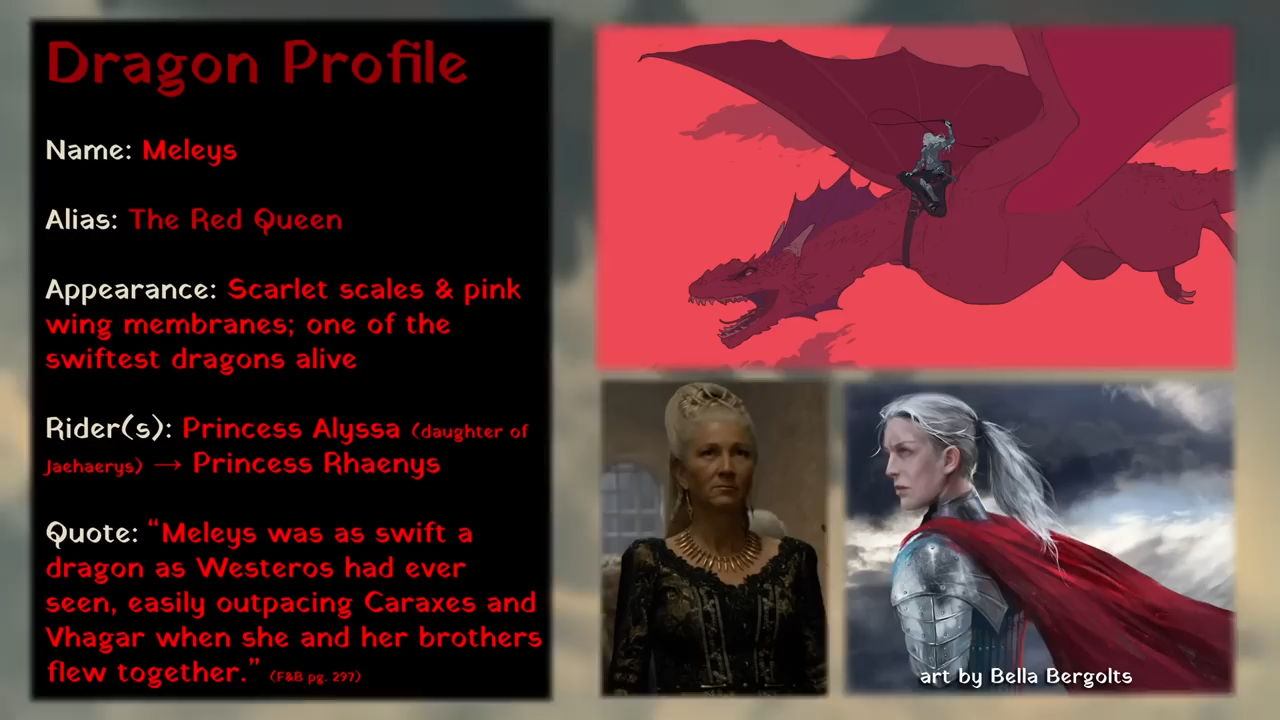 Dragon Profile
Name: Meleys
Alias: The Red Queen
Appearance: Scarlet scales & pink
wing membranes; one of the
swiftest dragons alive
Rider(s): Princess Alyssa (daughter of
Jaehaerys) → Princess Rhaenys
Quote: “Meleys was as swift a
dragon as Westeros had ever
seen, easily outpacing Caraxes and
Vhagar when she and her brothers
flew together.” (F&B pg. 297)
art by Bella Bergolts